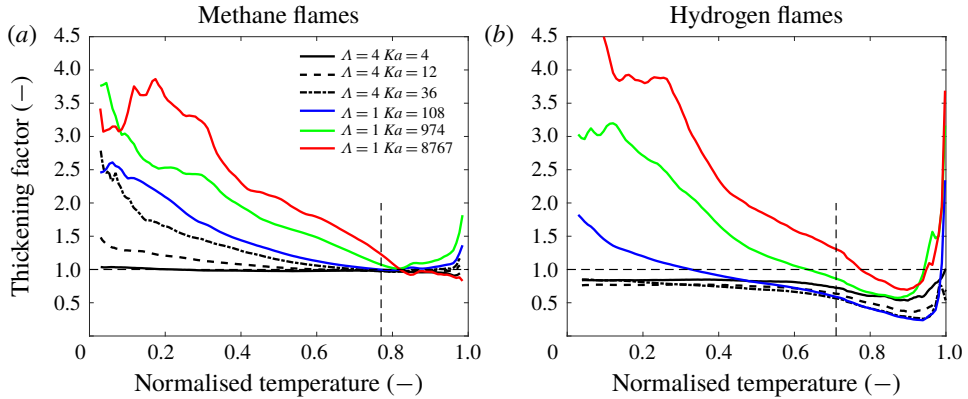 Methane flames
(a)
4.5
4.0
3.5
3.0
2.5
2.0
1.5
1.0
0.5
Thickening factor (−)
Λ = 4 Ka = 4
Λ = 4 Ka = 12
Λ = 4 Ka = 36
Λ = 1 Ka = 108
Λ = 1 Ka = 974
Λ = 1 Ka = 8767
0 0.2 0.4 0.6 0.8 1.0
Normalised temperature (−)
Hydrogen flames
(b)
4.5
4.0
3.5
3.0
2.5
2.0
1.5
1.0
0.5
0 0.2 0.4 0.6 0.8 1.0
Normalised temperature (−)